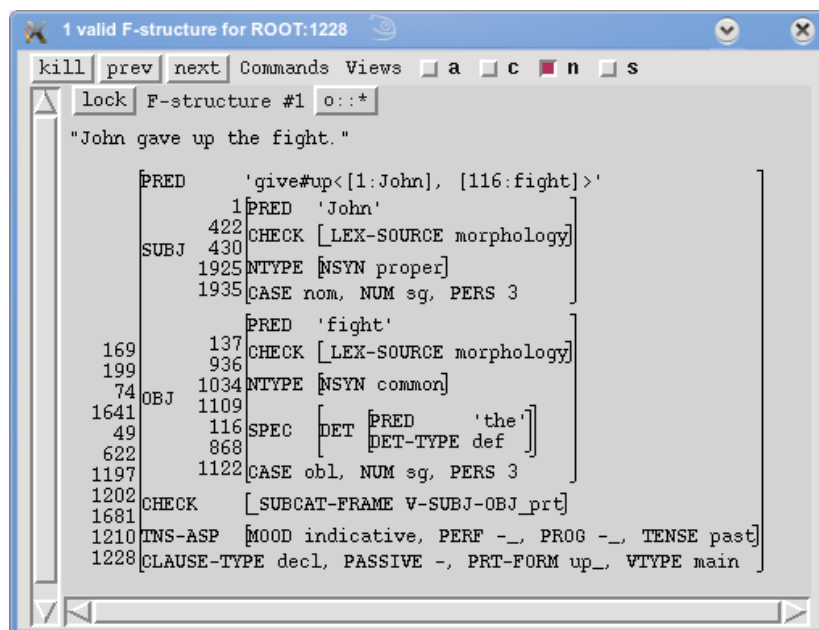 1 valid F-structure for ROOT:1228
kill prev next Commands Views a c n s
lock F-structure #1 o::*
"John gave up the fight."
PRED 'give#up<[1:John], [116:fight]>'
1 PRED 'John'
422 CHECK [_LEX-SOURCE morphology]
SUBJ 430
1925 NTYPE [NSYN proper]
1935 CASE nom, NUM sg, PERS 3
PRED 'fight'
169 137 CHECK [_LEX-SOURCE morphology]
199 936
74 1034 NTYPE [NSYN common]
OBJ 1109
1641 116 SPEC [DET [PRED 'the'
49 868 DET-TYPE def]]
622 1122 CASE obl, NUM sg, PERS 3
1197
1202 CHECK [_SUBCAT-FRAME V-SUBJ-OBJ_prt]
1681
1210 TNS-ASP [MOOD indicative, PERF -_, PROG -_, TENSE past]
1228 CLAUSE-TYPE decl, PASSIVE -, PRT-FORM up_, VTYPE main